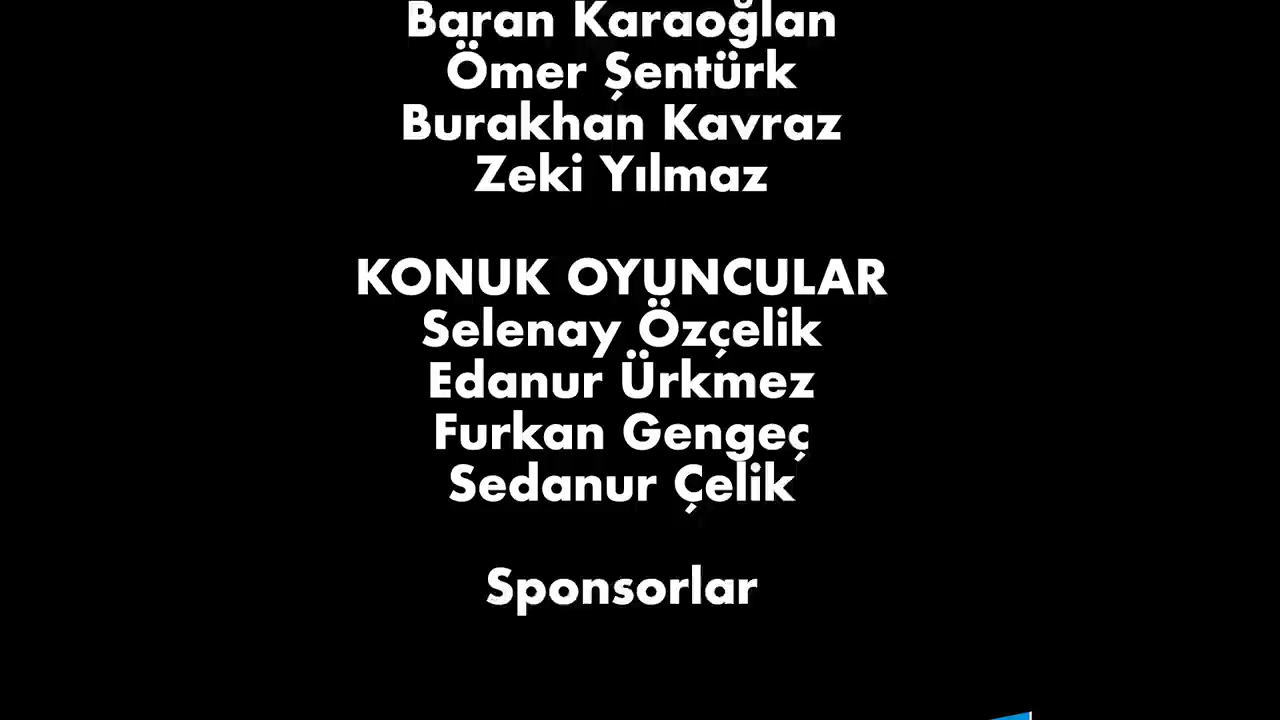 Baran Karaoğlan
Ömer Şentürk
Burakhan Kavraz
Zeki Yılmaz
KONUK OYUNCULAR
Selenay Özçelik
Edanur Ürkmez
Furkan Gengeç
Sedanur Çelik
Sponsorlar